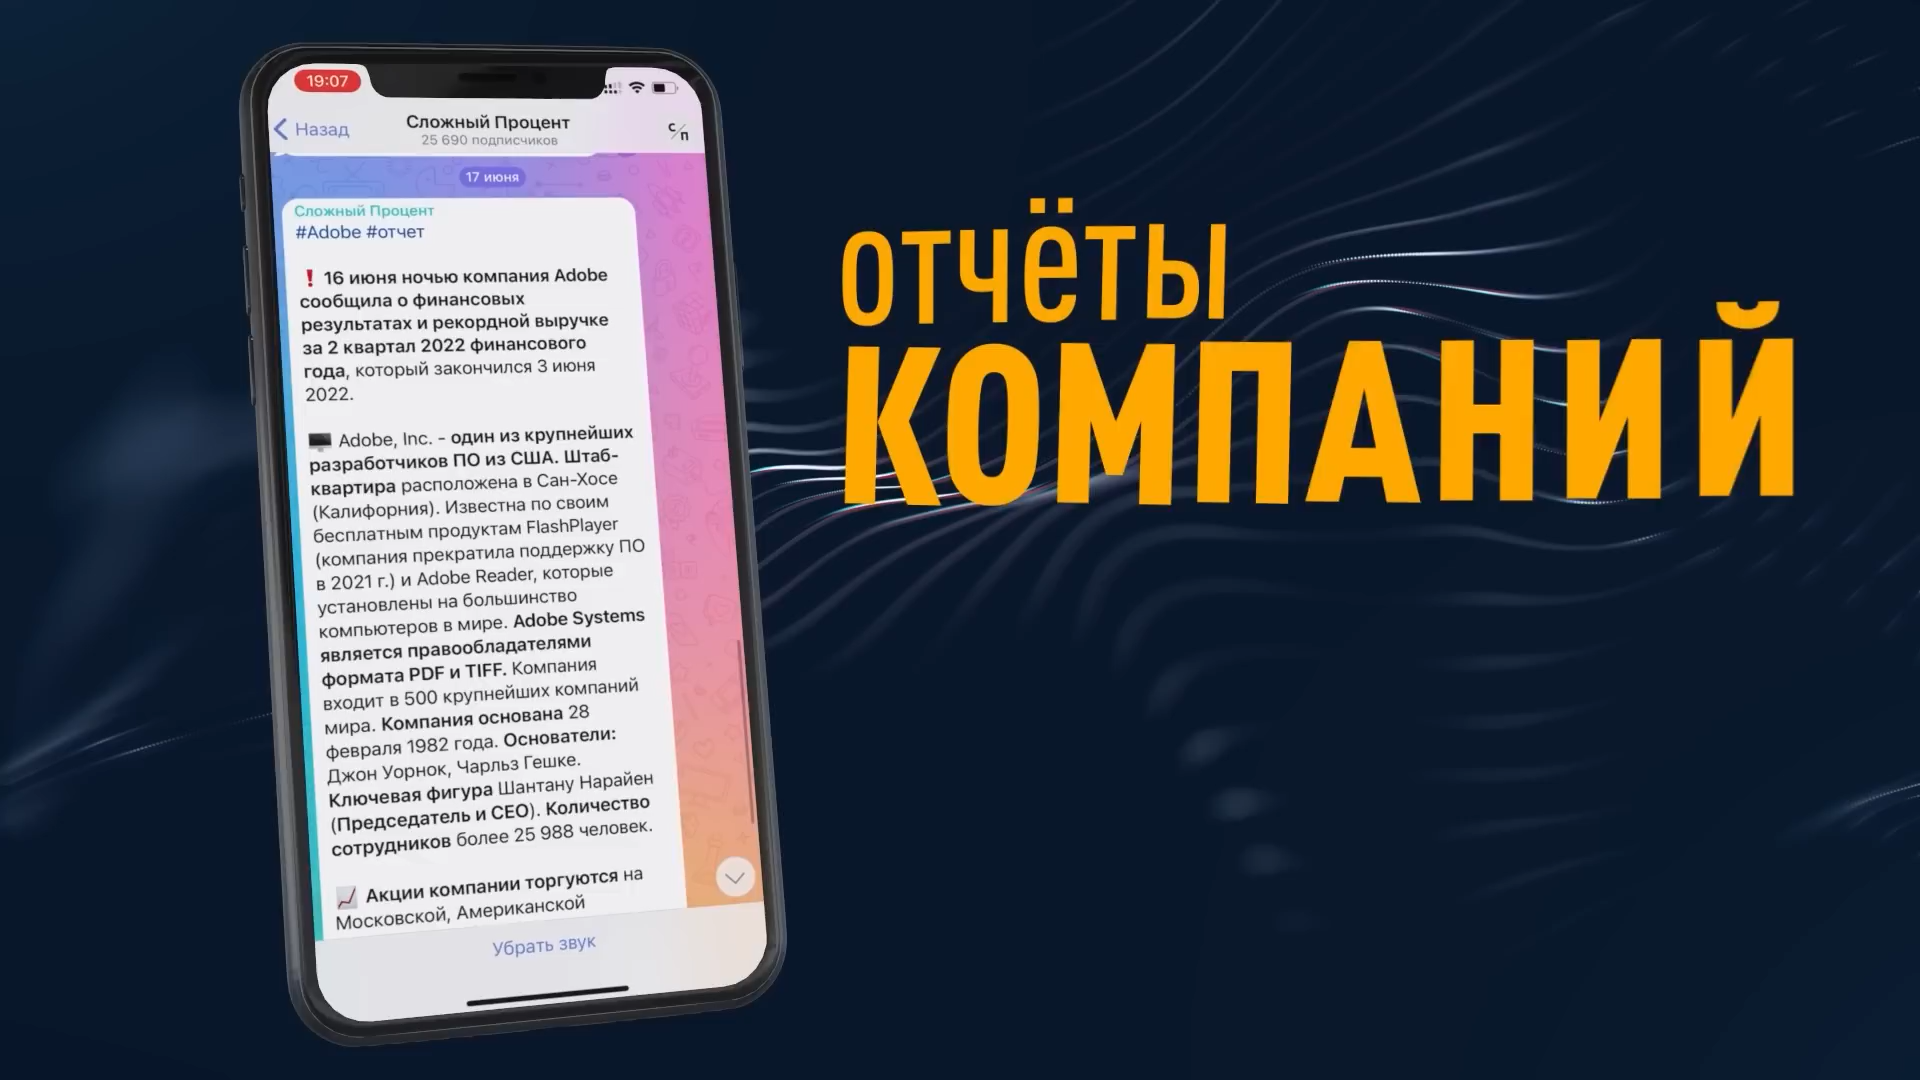 19:07
Назад
Сложный Процент
25 690 подписчиков
С/п
17 июня
Сложный Процент
#Adobe #отчет
❗ 16 июня ночью компания Adobe
сообщила о финансовых
результатах и рекордной выручке
за 2 квартал 2022 финансового
года, который закончился 3 июня
2022.
🖥 Adobe, Inc. - один из крупнейших
разработчиков ПО из США. Штаб-
квартира расположена в Сан-Хосе
(Калифорния). Известна по своим
бесплатным продуктам FlashPlayer
(компания прекратила поддержку ПО
в 2021 г.) и Adobe Reader, которые
установлены на большинство
компьютеров в мире. Adobe Systems
является правообладателями
формата PDF и TIFF. Компания
входит в 500 крупнейших компаний
мира. Компания основана 28
февраля 1982 года. Основатели:
Джон Уорнок, Чарльз Гешке.
Ключевая фигура Шантану Нарайен
(Председатель и CEO). Количество
сотрудников более 25 988 человек.
📈 Акции компании торгуются на
Московской, Американской
Убрать звук
ОТЧЁТЫ
КОМПАНИЙ